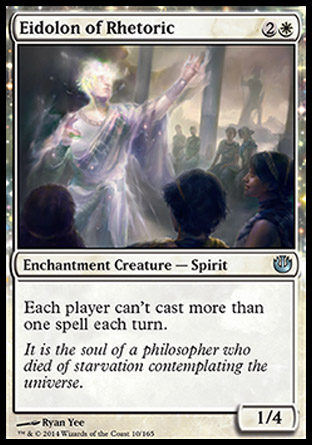 Eidolon of Rhetoric 2
Enchantment Creature — Spirit
Each player can't cast more than
one spell each turn.
It is the soul of a philosopher who
died of starvation contemplating the
universe.
1/4
Ryan Yee
™ & © 2014 Wizards of the Coast 10/165